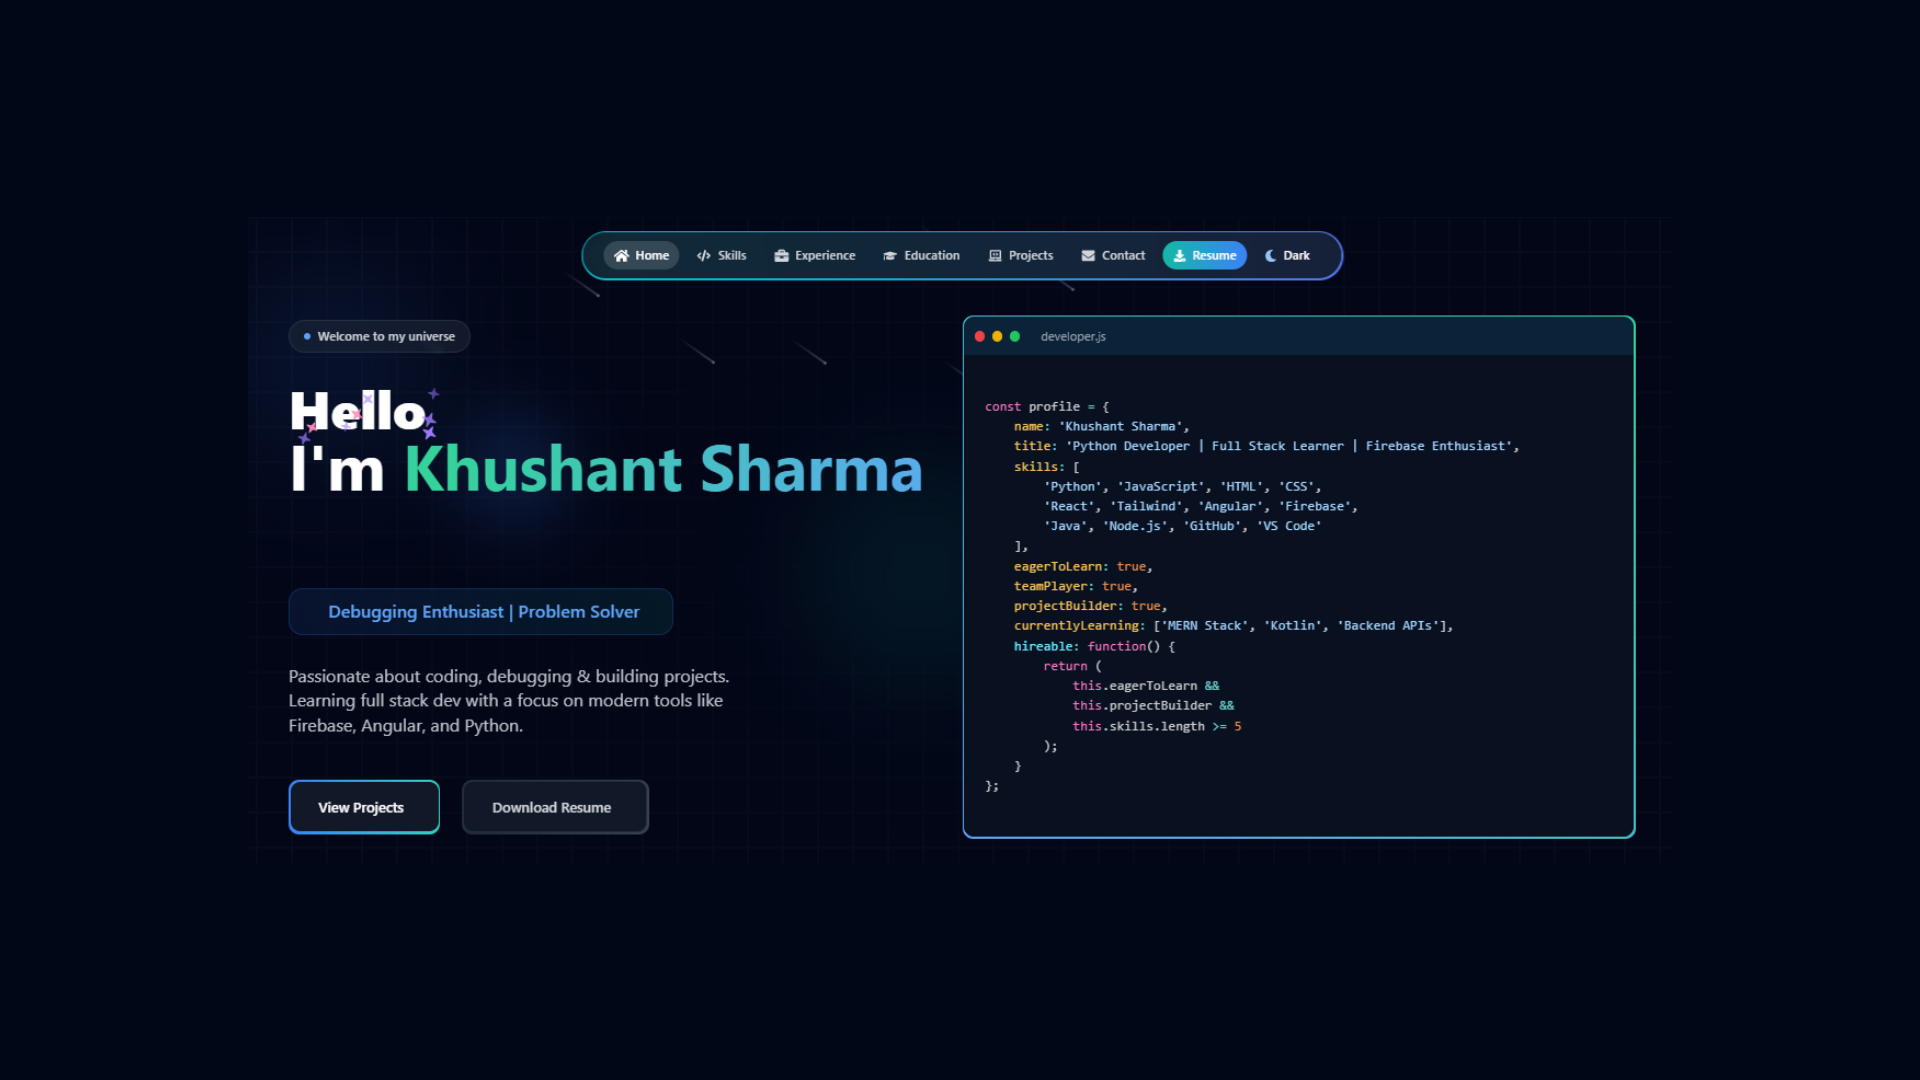 Home Skills Experience Education Projects Contact Resume Dark
Welcome to my universe
Hello
I'm Khushant Sharma
Debugging Enthusiast | Problem Solver
Passionate about coding, debugging & building projects.
Learning full stack dev with a focus on modern tools like
Firebase, Angular, and Python.
View Projects Download Resume
developer.js
const profile = {
    name: 'Khushant Sharma',
    title: 'Python Developer | Full Stack Learner | Firebase Enthusiast',
    skills: [
        'Python', 'JavaScript', 'HTML', 'CSS',
        'React', 'Tailwind', 'Angular', 'Firebase',
        'Java', 'Node.js', 'GitHub', 'VS Code'
    ],
    eagerToLearn: true,
    teamPlayer: true,
    projectBuilder: true,
    currentlyLearning: ['MERN Stack', 'Kotlin', 'Backend APIs'],
    hireable: function() {
        return (
            this.eagerToLearn &&
            this.projectBuilder &&
            this.skills.length >= 5
        );
    }
};